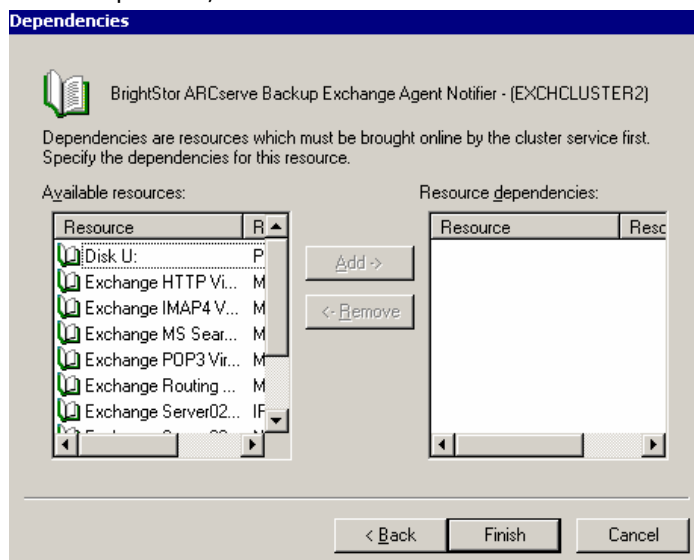 Dependencies
BrightStor ARCserve Backup Exchange Agent Notifier - (EXCHCLUSTER2)
Dependencies are resources which must be brought online by the cluster service first.
Specify the dependencies for this resource.
Available resources:
Resource dependencies:
Resource R
Resource Resc
Disk U: P
Exchange HTTP Vi... M
Exchange IMAP4 V... M
Exchange MS Sear... M
Exchange POP3 Vir... M
Exchange Routing ... M
Exchange Server02... IF
Add ->
<- Remove
< Back
Finish
Cancel